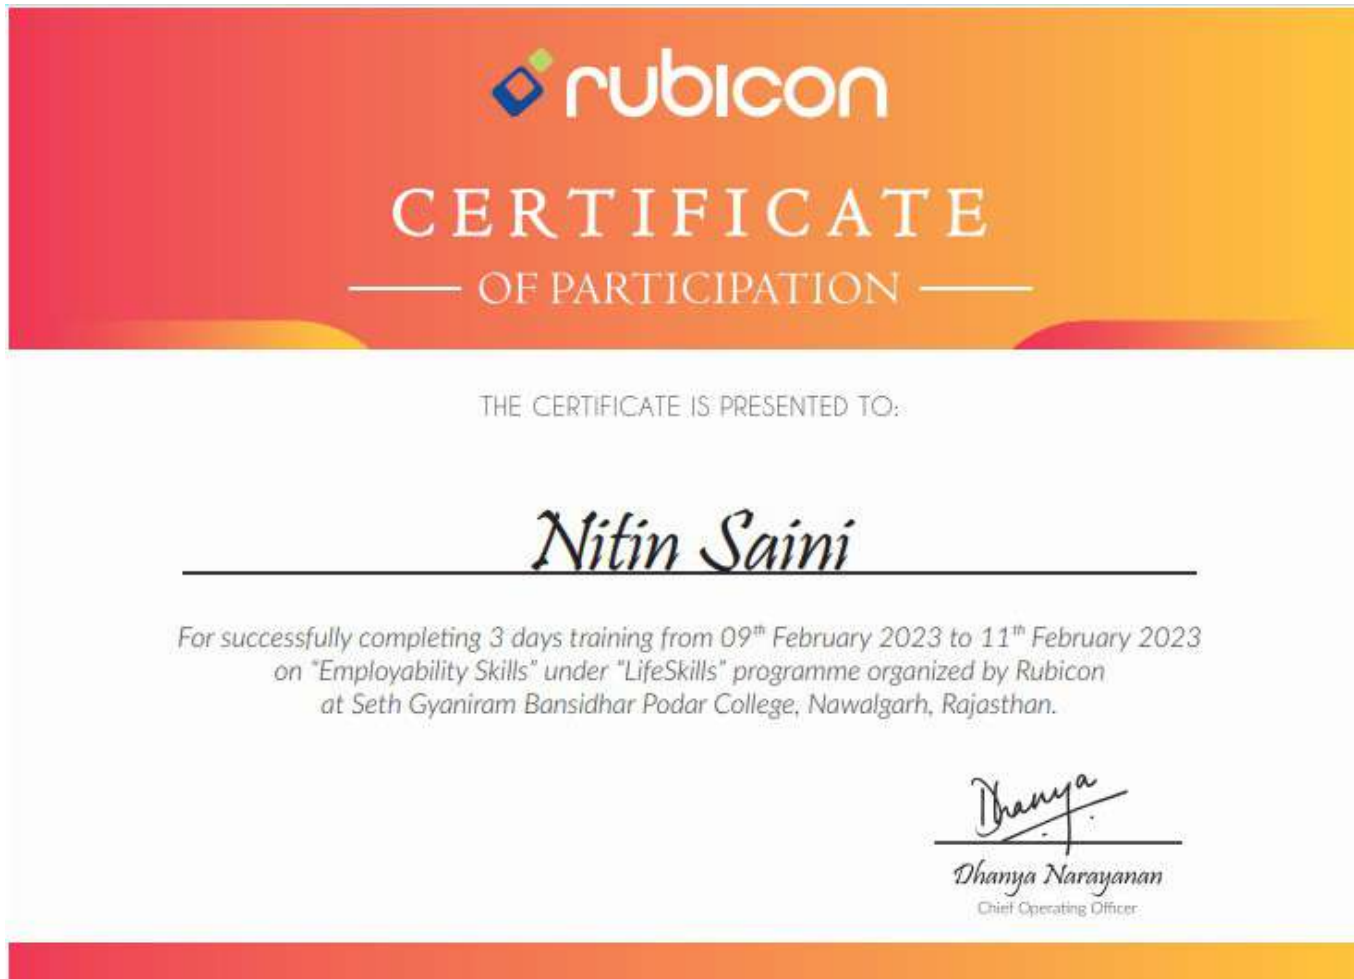 rubicon
CERTIFICATE
OF PARTICIPATION
THE CERTIFICATE IS PRESENTED TO:
Nitin Saini
For successfully completing 3 days training from 09th February 2023 to 11th February 2023
on "Employability Skills" under "LifeSkills" programme organized by Rubicon
at Seth Gyaniram Bansidhar Podar College, Nawalgarh, Rajasthan.
Dhanya
Dhanya Narayanan
Chief Operating Officer